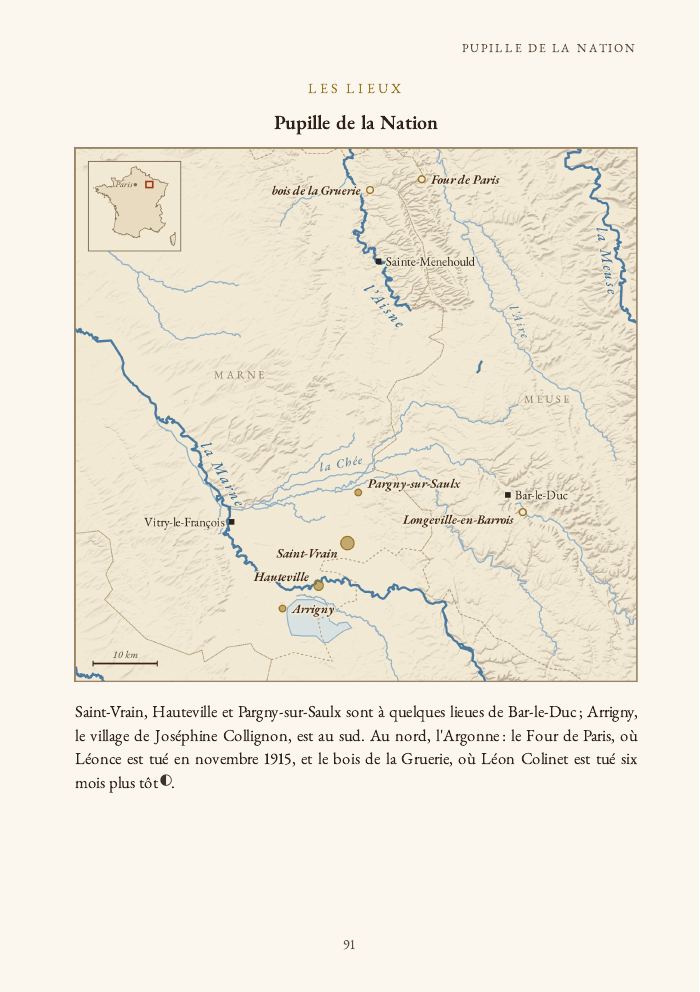 PUPILLE DE LA NATION
LES LIEUX
Pupille de la Nation
Paris
bois de la Gruerie
Four de Paris
la Meuse
Sainte-Menehould
l'Aisne
l'Aire
MARNE
MEUSE
la Marne
la Chée
Pargny-sur-Saulx
Bar-le-Duc
Vitry-le-François
Longeville-en-Barrois
Saint-Vrain
Hauteville
Arrigny
10 km
Saint-Vrain, Hauteville et Pargny-sur-Saulx sont à quelques lieues de Bar-le-Duc ; Arrigny,
le village de Joséphine Collignon, est au sud. Au nord, l'Argonne : le Four de Paris, où
Léonce est tué en novembre 1915, et le bois de la Gruerie, où Léon Colinet est tué six
mois plus tôt◐.
91